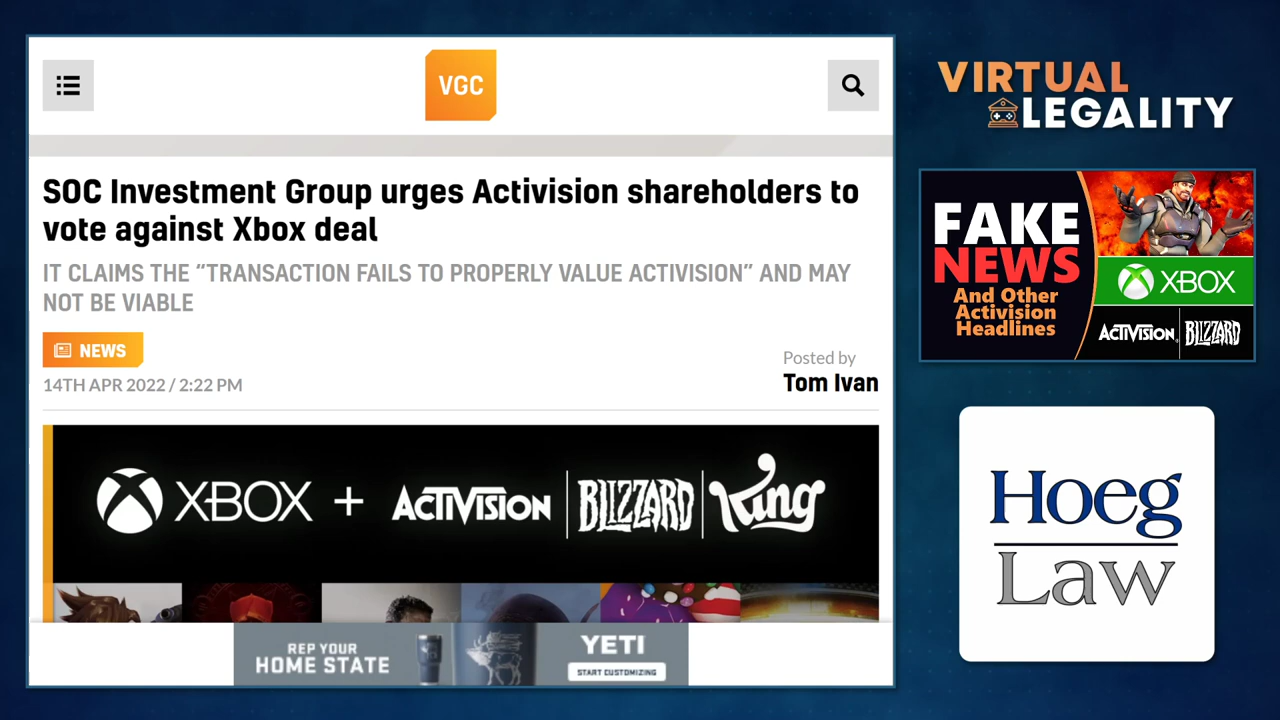 VGC
SOC Investment Group urges Activision shareholders to
vote against Xbox deal
IT CLAIMS THE “TRANSACTION FAILS TO PROPERLY VALUE ACTIVISION” AND MAY
NOT BE VIABLE
NEWS
14TH APR 2022 / 2:22 PM
Posted by
Tom Ivan
XBOX + ACTIVISION BLIZZARD King
REP YOUR
HOME STATE
YETI
START CUSTOMIZING
VIRTUAL
LEGALITY
FAKE
NEWS
And Other
Activision
Headlines
XBOX
ACTIVISION BLIZZARD
Hoeg
Law